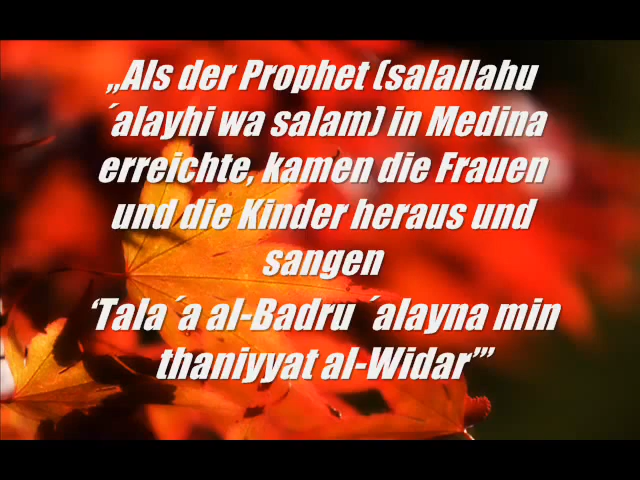 „Als der Prophet (salallahu
´alayhi wa salam) in Medina
erreichte, kamen die Frauen
und die Kinder heraus und
sangen
‘Tala´a al-Badru ´alayna min
thaniyyat al-Widar’”